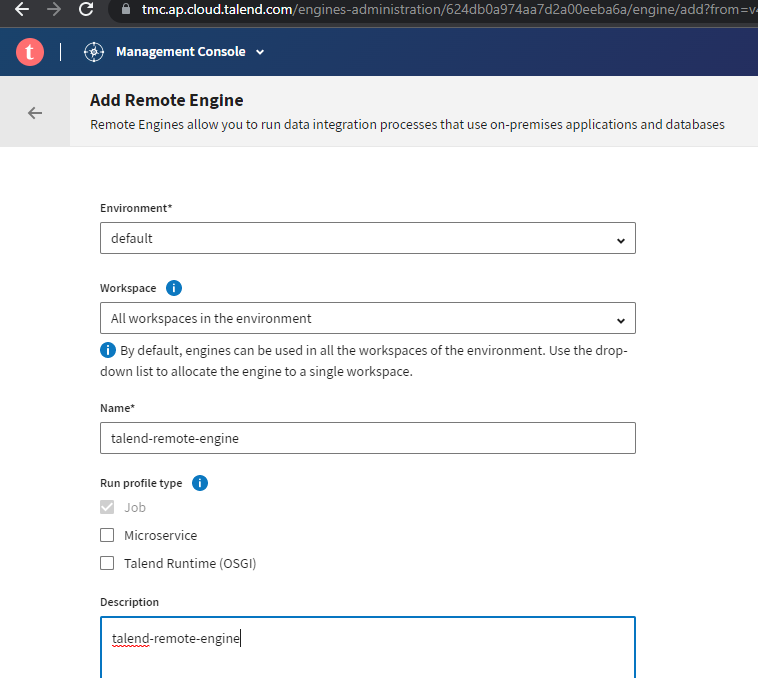 tmc.ap.cloud.talend.com/engines-administration/624db0a974aa7d2a00eeba6a/engine/add?from=v4
t Management Console
Add Remote Engine
Remote Engines allow you to run data integration processes that use on-premises applications and databases
Environment*
default
Workspace i
All workspaces in the environment
i By default, engines can be used in all the workspaces of the environment. Use the drop-
down list to allocate the engine to a single workspace.
Name*
talend-remote-engine
Run profile type i
Job
Microservice
Talend Runtime (OSGI)
Description
talend-remote-engine